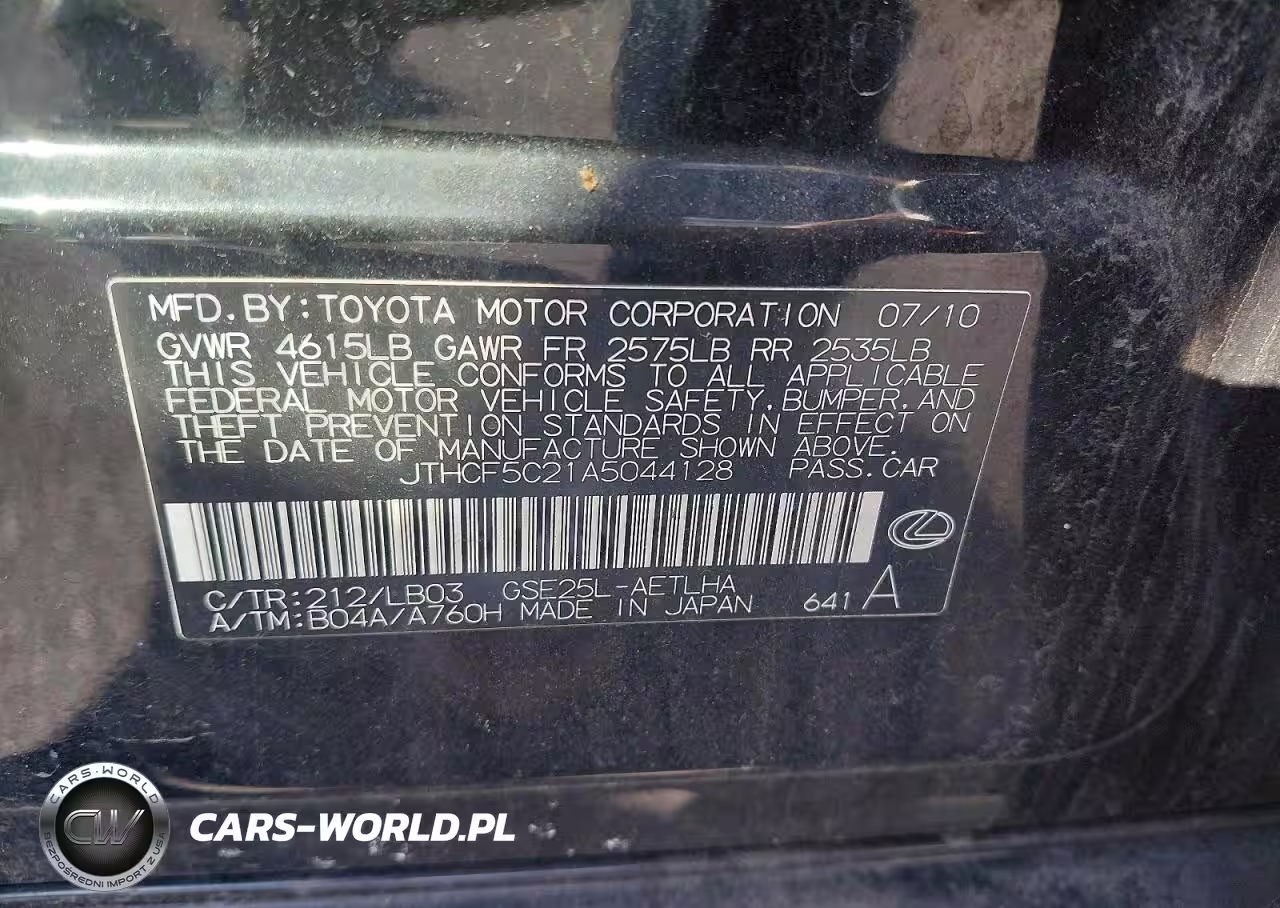 MFD. BY: TOYOTA MOTOR CORPORATION 07/10
GVWR 4615LB GAWR FR 2575LB RR 2535LB
THIS VEHICLE CONFORMS TO ALL APPLICABLE
FEDERAL MOTOR VEHICLE SAFETY, BUMPER, AND
THEFT PREVENTION STANDARDS IN EFFECT ON
THE DATE OF MANUFACTURE SHOWN ABOVE.
JTHCF5C21A5044128 PASS. CAR
C/TR: 212/LB03 GSE25L-AETLHA
A/TM: B04A/A760H MADE IN JAPAN 641 A
CARS-WORLD
CW
BEZPOŚREDNI IMPORT Z USA
CARS-WORLD.PL